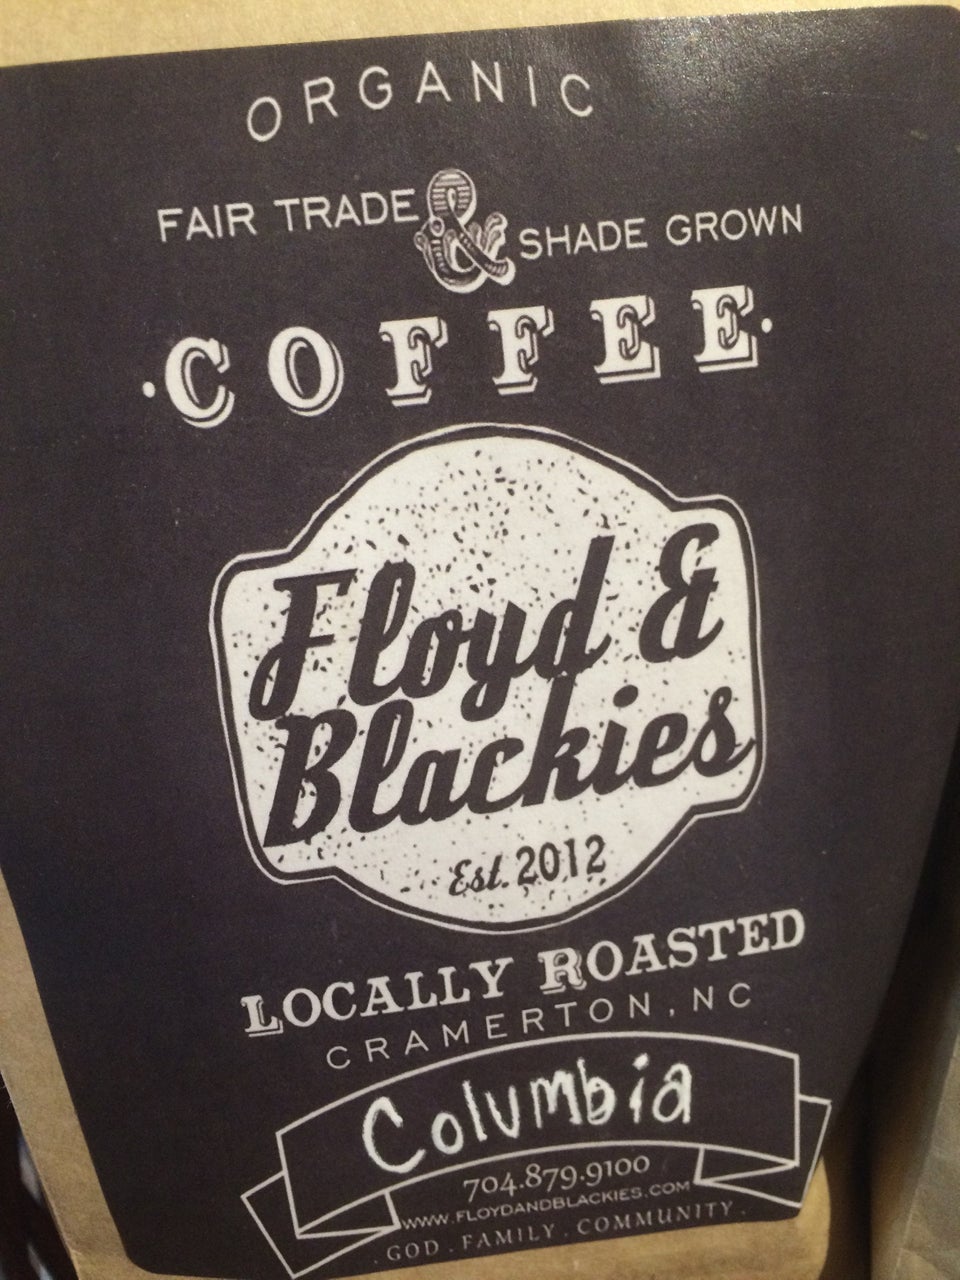 ORGANIC
FAIR TRADE & SHADE GROWN
·COFFEE·
Floyd &
Blackies
Est. 2012
LOCALLY ROASTED
CRAMERTON, NC
Columbia
704.879.9100
WWW.FLOYDANDBLACKIES.COM
. GOD . FAMILY . COMMUNITY .